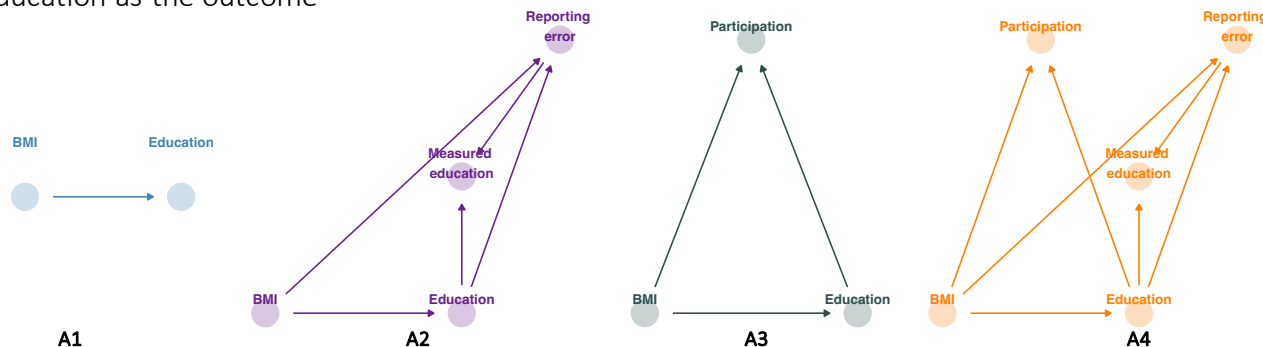 education as the outcome
BMI
Education
A1
Reporting
error
Measured
education
BMI
Education
A2
Participation
BMI
Education
A3
Participation
Reporting
error
Measured
education
BMI
Education
A4